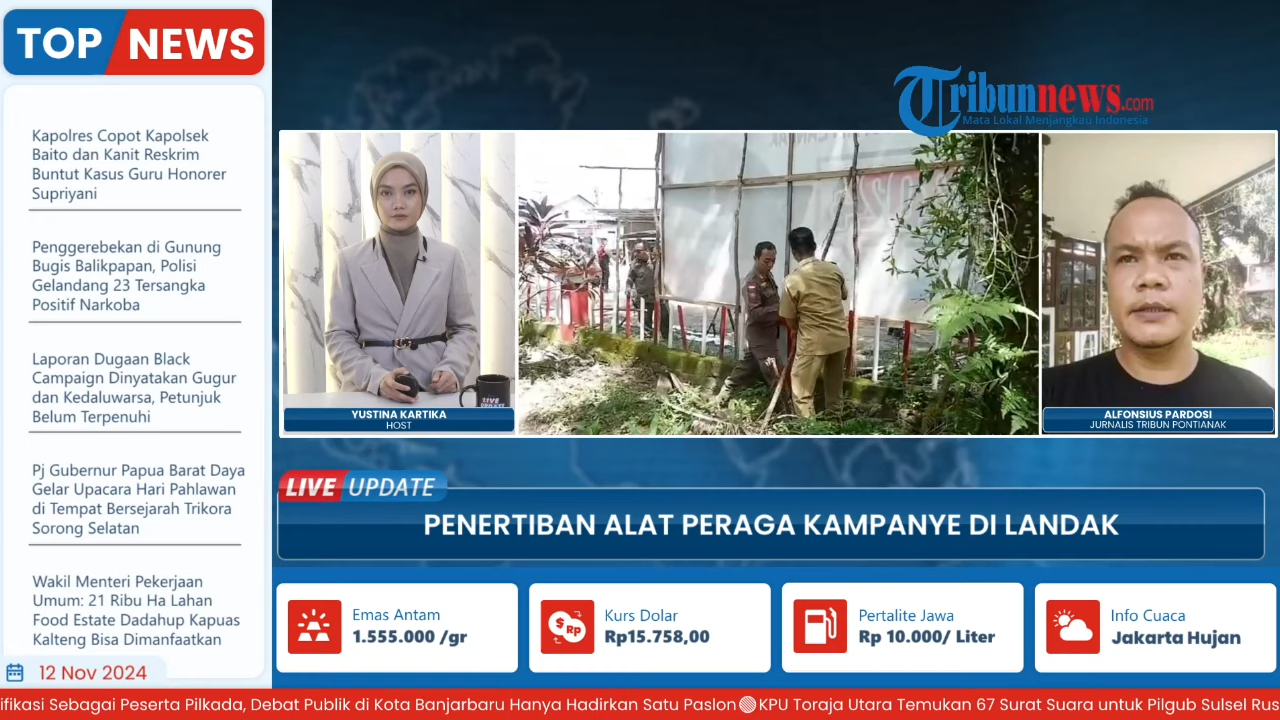 TOP NEWS
Kapolres Copot Kapolsek
Baito dan Kanit Reskrim
Buntut Kasus Guru Honorer
Supriyani
Penggerebekan di Gunung
Bugis Balikpapan, Polisi
Gelandang 23 Tersangka
Positif Narkoba
Laporan Dugaan Black
Campaign Dinyatakan Gugur
dan Kedaluwarsa, Petunjuk
Belum Terpenuhi
Pj Gubernur Papua Barat Daya
Gelar Upacara Hari Pahlawan
di Tempat Bersejarah Trikora
Sorong Selatan
Wakil Menteri Pekerjaan
Umum: 21 Ribu Ha Lahan
Food Estate Dadahup Kapuas
Kalteng Bisa Dimanfaatkan
12 Nov 2024
Tribunnews.com
Mata Lokal Menjangkau Indonesia
YUSTINA KARTIKA
HOST
ALFONSIUS PARDOSI
JURNALIS TRIBUN PONTIANAK
LIVE UPDATE
PENERTIBAN ALAT PERAGA KAMPANYE DI LANDAK
Emas Antam
1.555.000 /gr
Kurs Dolar
Rp15.758,00
Pertalite Jawa
Rp 10.000/ Liter
Info Cuaca
Jakarta Hujan
ifikasi Sebagai Peserta Pilkada, Debat Publik di Kota Banjarbaru Hanya Hadirkan Satu Paslon KPU Toraja Utara Temukan 67 Surat Suara untuk Pilgub Sulsel Rus